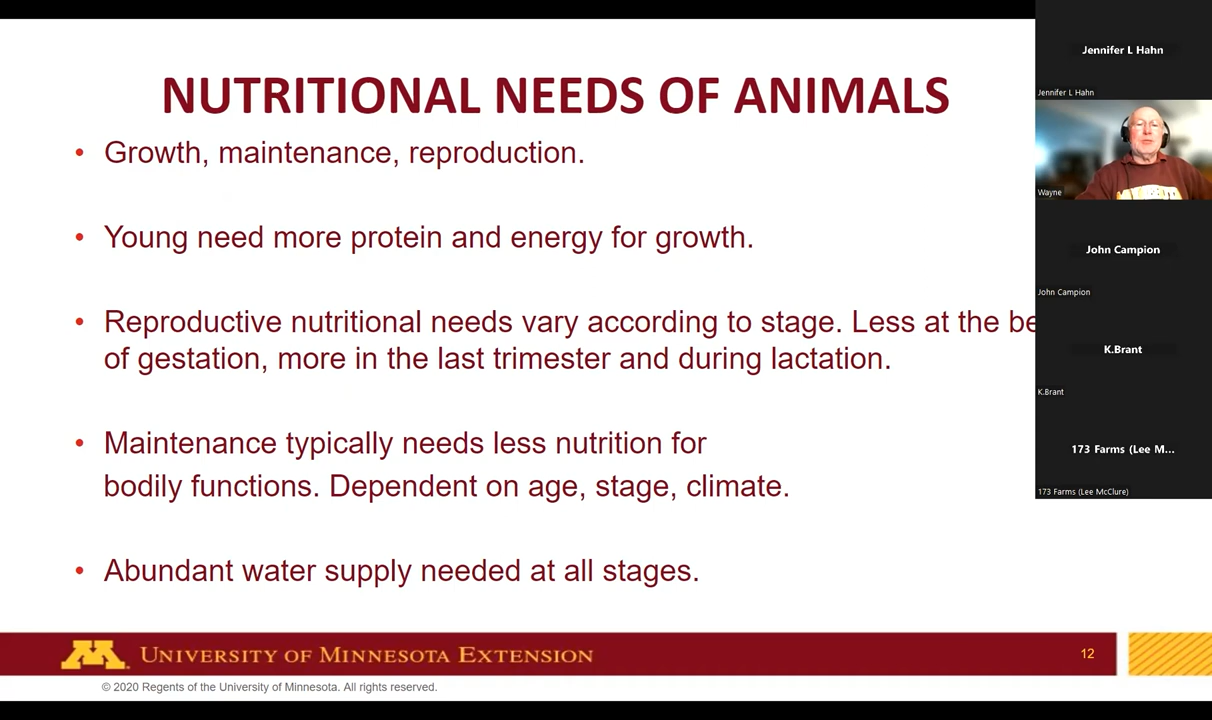 NUTRITIONAL NEEDS OF ANIMALS
• Growth, maintenance, reproduction.
• Young need more protein and energy for growth.
• Reproductive nutritional needs vary according to stage. Less at the be
of gestation, more in the last trimester and during lactation.
• Maintenance typically needs less nutrition for
bodily functions. Dependent on age, stage, climate.
• Abundant water supply needed at all stages.
UNIVERSITY OF MINNESOTA EXTENSION
12
© 2020 Regents of the University of Minnesota. All rights reserved.
Jennifer L Hahn
Jennifer L Hahn
Wayne
John Campion
John Campion
K.Brant
K.Brant
173 Farms (Lee M...
173 Farms (Lee McClure)